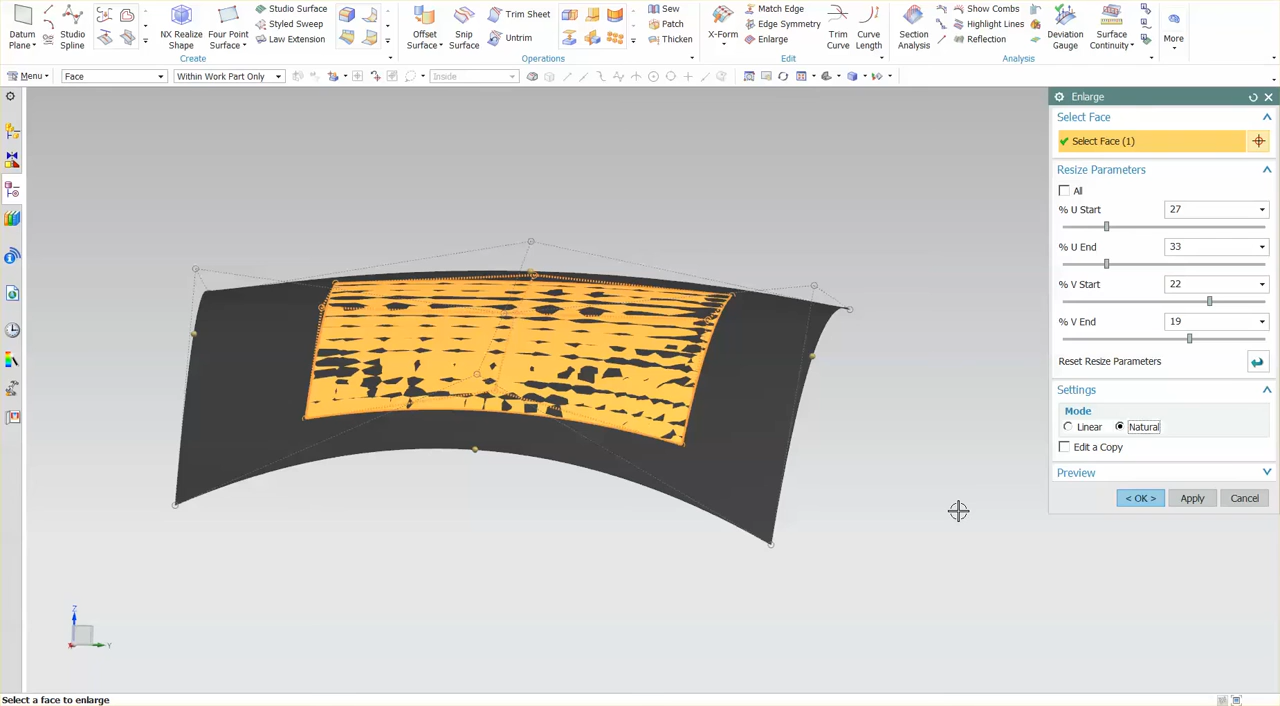 Datum Plane
Studio Spline
NX Realize Shape
Four Point Surface
Studio Surface
Styled Sweep
Law Extension
Create
Offset Surface
Snip Surface
Trim Sheet
Untrim
Sew
Patch
Thicken
Operations
X-Form
Match Edge
Edge Symmetry
Enlarge
Trim Curve
Curve Length
Edit
Section Analysis
Show Combs
Highlight Lines
Reflection
Deviation Gauge
Surface Continuity
Analysis
More
Menu
Face
Within Work Part Only
Inside
Enlarge
Select Face
Select Face (1)
Resize Parameters
All
% U Start 27
% U End 33
% V Start 22
% V End 19
Reset Resize Parameters
Settings
Mode
Linear Natural
Edit a Copy
Preview
< OK > Apply Cancel
Z
X
Y
Select a face to enlarge